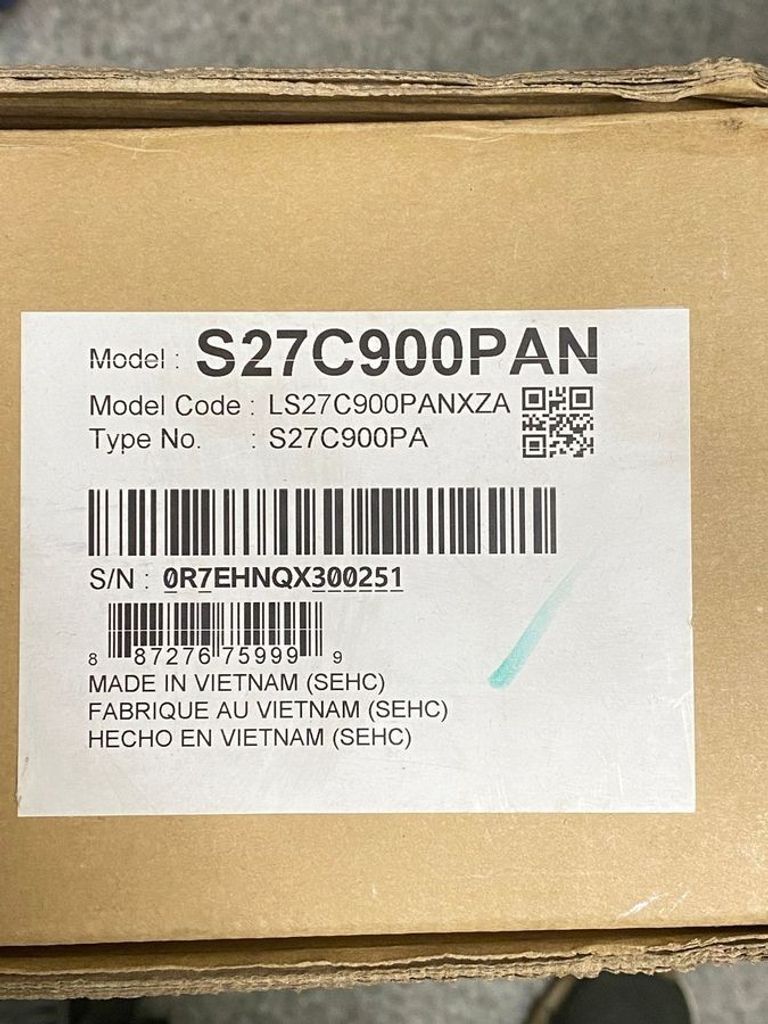 Model : S27C900PAN
Model Code : LS27C900PANXZA
Type No. : S27C900PA
S/N : 0R7EHNQX300251
8 87276 75999 9
MADE IN VIETNAM (SEHC)
FABRIQUE AU VIETNAM (SEHC)
HECHO EN VIETNAM (SEHC)